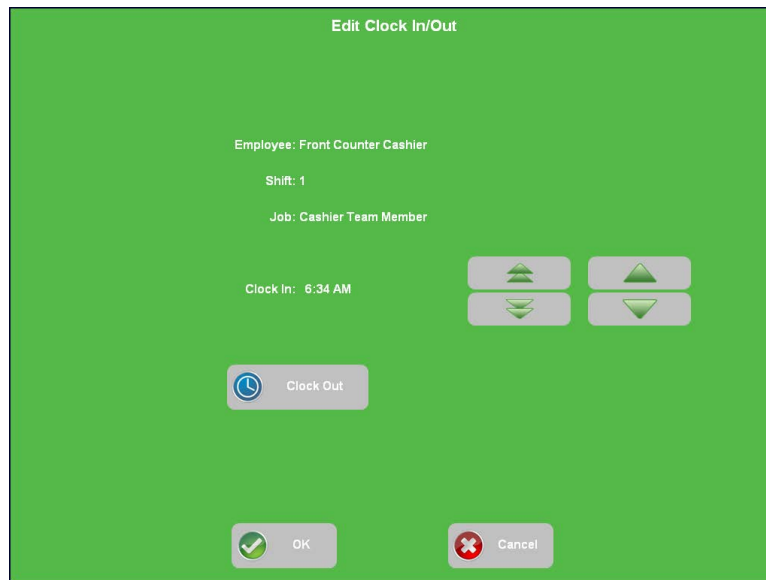 Edit Clock In/Out
Employee: Front Counter Cashier
Shift: 1
Job: Cashier Team Member
Clock In: 6:34 AM
Clock Out
OK
Cancel